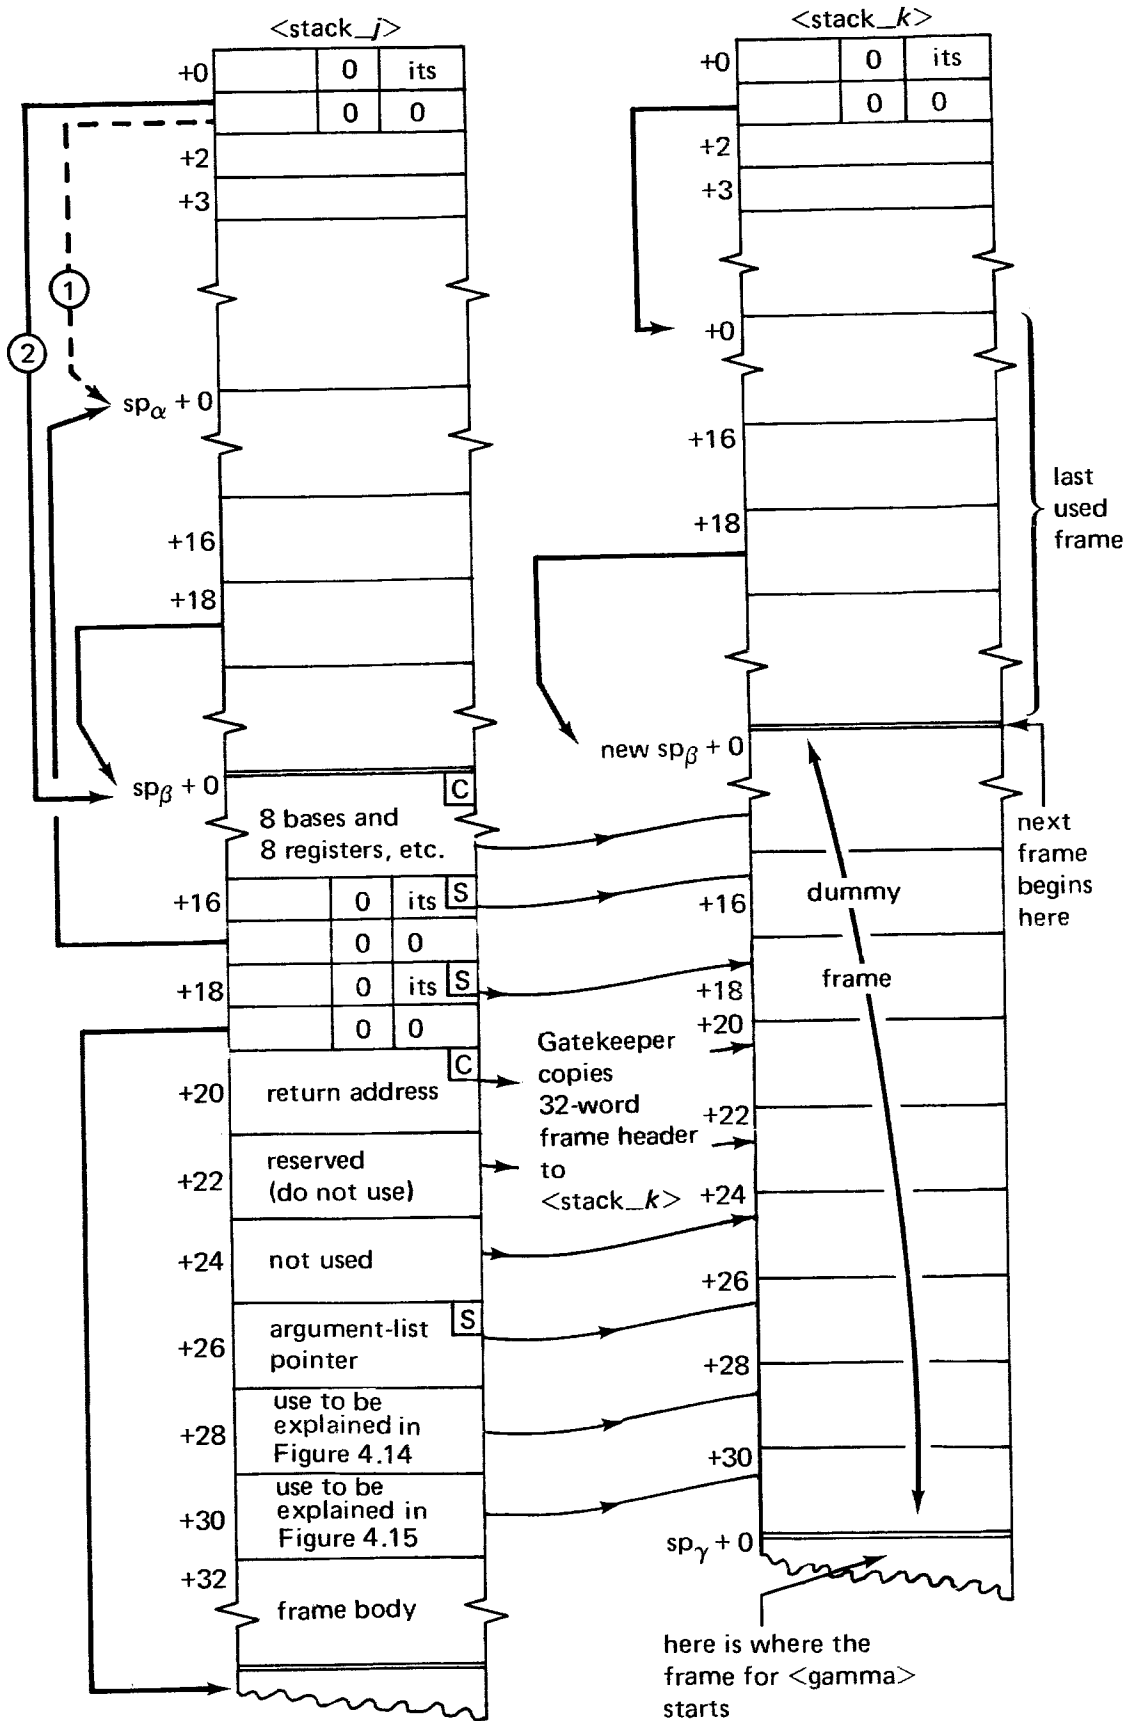 <stack_j>
+0
0
its
0
0
+2
+3
1
2
spα + 0
+16
+18
spβ + 0
C
8 bases and
8 registers, etc.
+16
0
its
S
0
0
+18
0
its
S
0
0
C
+20
return address
+22
reserved
(do not use)
+24
not used
S
+26
argument-list
pointer
+28
use to be
explained in
Figure 4.14
+30
use to be
explained in
Figure 4.15
+32
frame body
Gatekeeper
copies
32-word
frame header
to
<stack_k>
<stack_k>
+0
0
its
0
0
+2
+3
+0
+16
+18
last
used
frame
new spβ + 0
next
frame
begins
here
dummy
frame
+16
+18
+20
+22
+24
+26
+28
+30
spγ + 0
here is where the
frame for <gamma>
starts